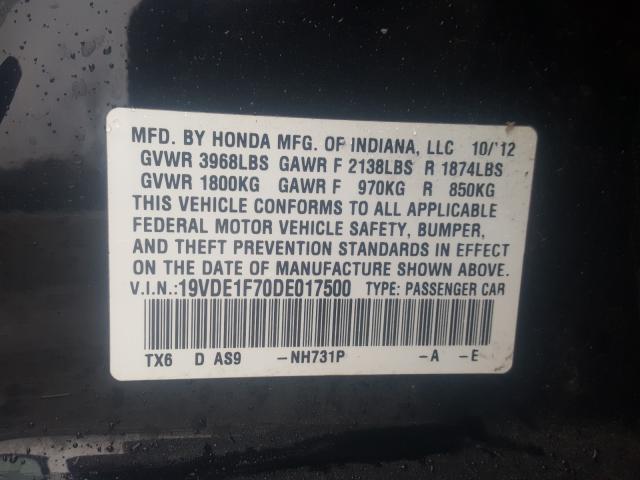 MFD. BY HONDA MFG. OF INDIANA, LLC 10/'12
GVWR 3968LBS GAWR F 2138LBS R 1874LBS
GVWR 1800KG GAWR F 970KG R 850KG
THIS VEHICLE CONFORMS TO ALL APPLICABLE
FEDERAL MOTOR VEHICLE SAFETY, BUMPER,
AND THEFT PREVENTION STANDARDS IN EFFECT
ON THE DATE OF MANUFACTURE SHOWN ABOVE.
V.I.N.:19VDE1F70DE017500 TYPE: PASSENGER CAR
TX6 D AS9 -NH731P -A -E